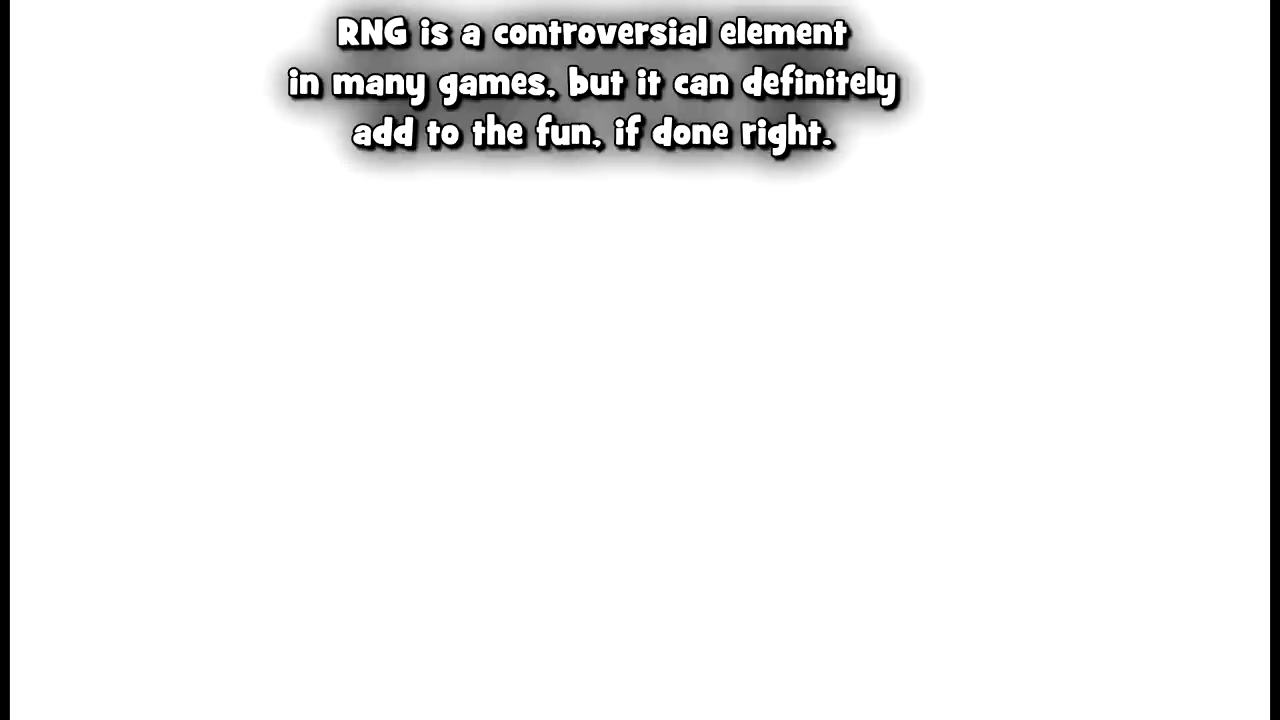 RNG is a controversial element
in many games, but it can definitely
add to the fun, if done right.